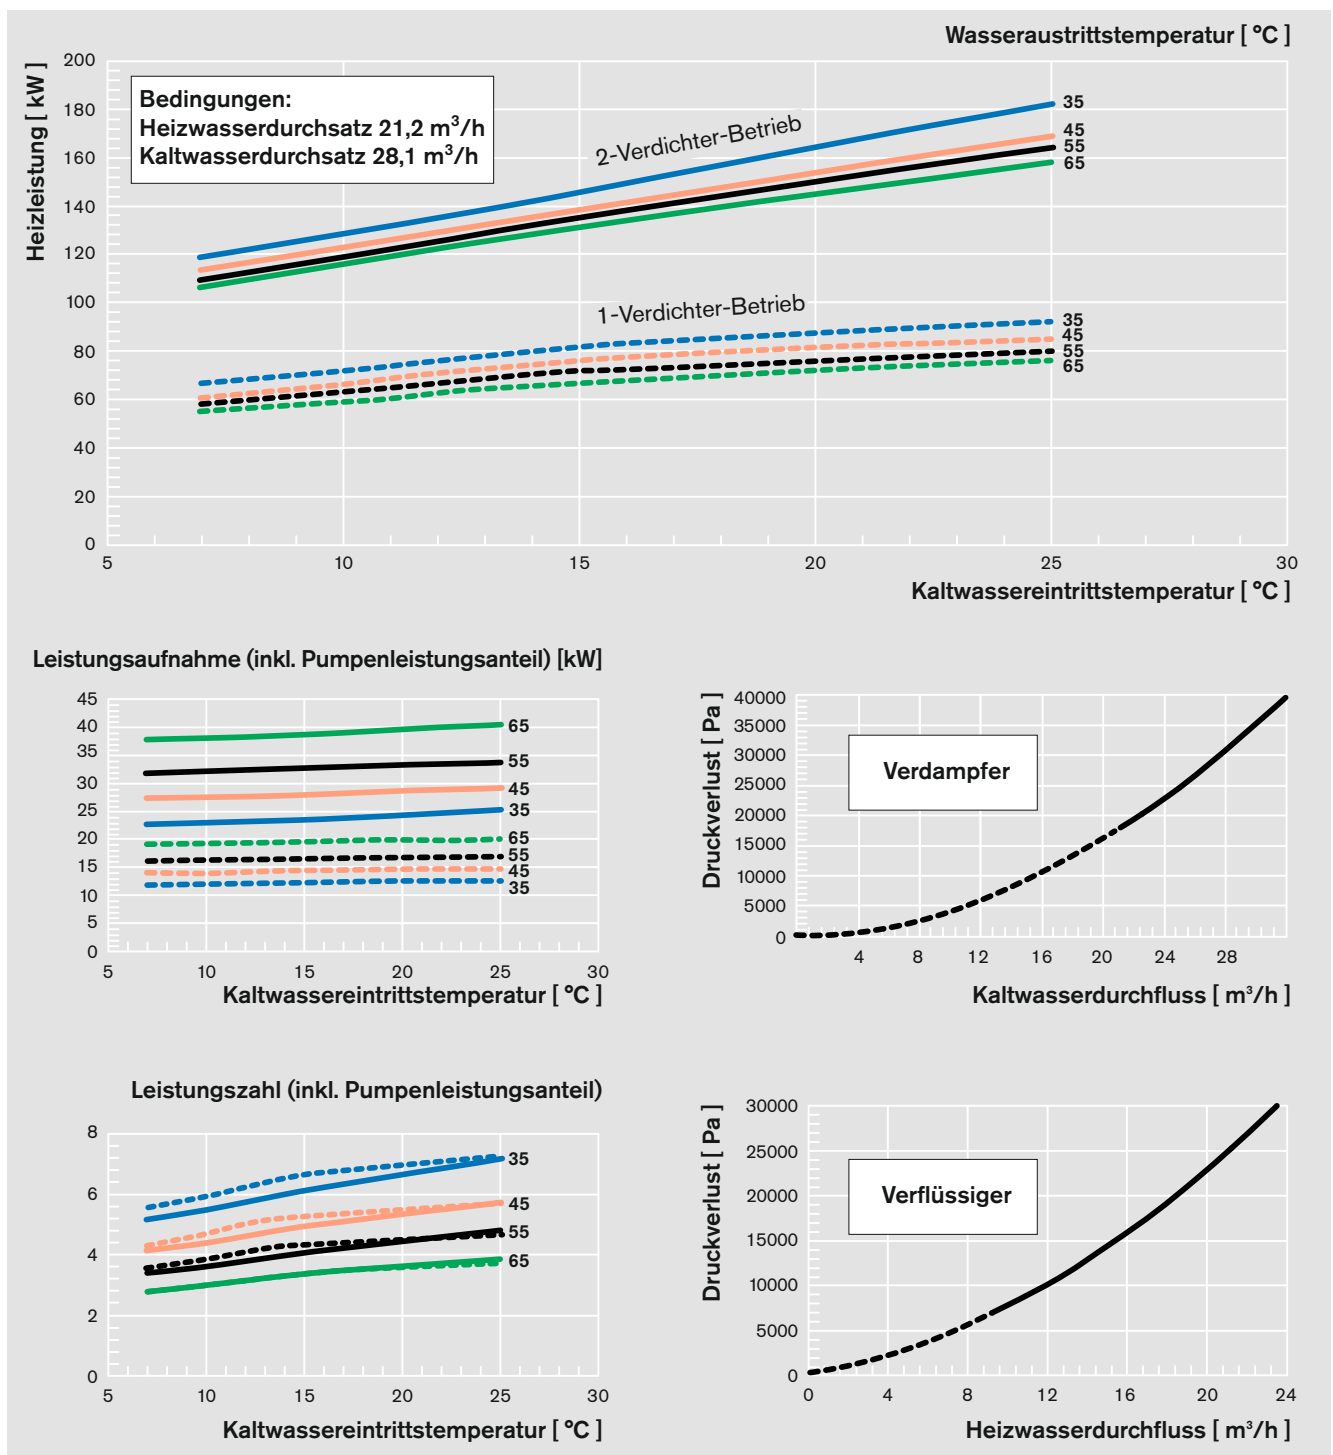 Wasseraustrittstemperatur [ °C ]
Heizleistung [ kW ]
200
180
160
140
120
100
80
60
40
20
0
Bedingungen:
Heizwasserdurchsatz 21,2 m³/h
Kaltwasserdurchsatz 28,1 m³/h
2-Verdichter-Betrieb
35
45
55
65
1-Verdichter-Betrieb
35
45
55
65
5 10 15 20 25 30
Kaltwassereintrittstemperatur [ °C ]
Leistungsaufnahme (inkl. Pumpenleistungsanteil) [kW]
45
40
35
30
25
20
15
10
5
0
65
55
45
35
65
55
45
35
5 10 15 20 25 30
Kaltwassereintrittstemperatur [ °C ]
Druckverlust [ Pa ]
40000
35000
30000
25000
20000
15000
10000
5000
0
Verdampfer
4 8 12 16 20 24 28
Kaltwasserdurchfluss [ m³/h ]
Leistungszahl (inkl. Pumpenleistungsanteil)
8
6
4
2
0
35
45
55
65
5 10 15 20 25 30
Kaltwassereintrittstemperatur [ °C ]
Druckverlust [ Pa ]
30000
25000
20000
15000
10000
5000
0
Verflüssiger
0 4 8 12 16 20 24
Heizwasserdurchfluss [ m³/h ]